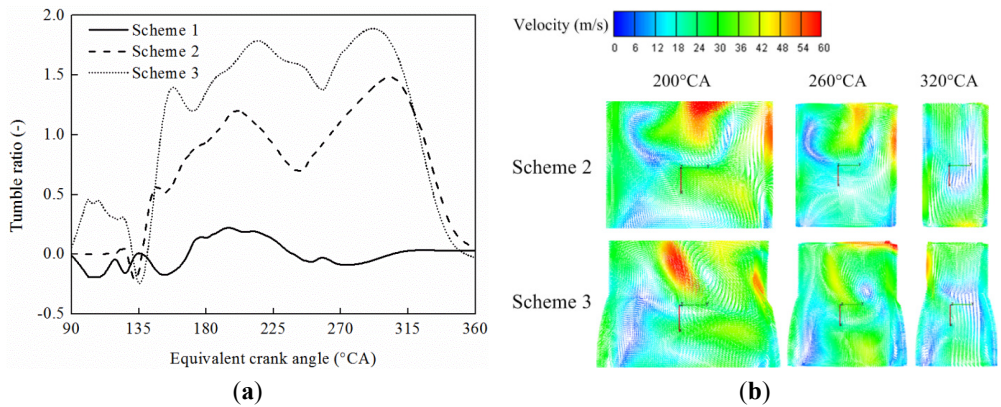 2.0
1.5
1.0
0.5
0.0
-0.5
Tumble ratio (-)
Scheme 1
Scheme 2
Scheme 3
90 135 180 225 270 315 360
Equivalent crank angle (°CA)
(a)
Velocity (m/s)
0 6 12 18 24 30 36 42 48 54 60
200°CA 260°CA 320°CA
Scheme 2
Scheme 3
(b)